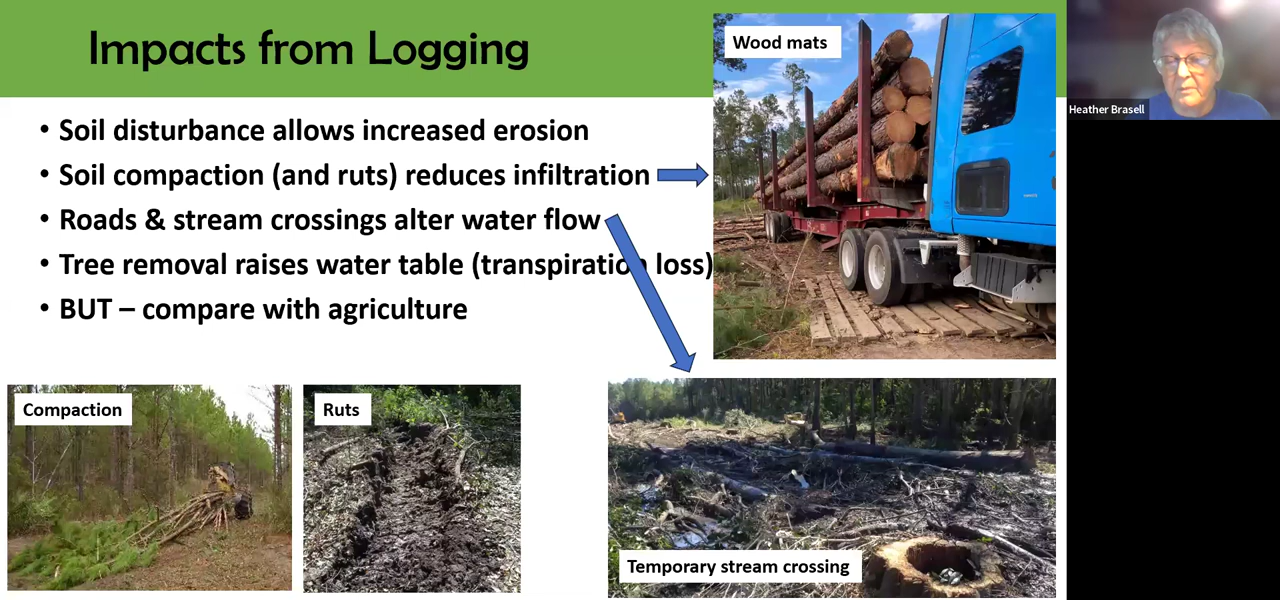 Impacts from Logging
• Soil disturbance allows increased erosion
• Soil compaction (and ruts) reduces infiltration
• Roads & stream crossings alter water flow
• Tree removal raises water table (transpiration loss)
• BUT – compare with agriculture
Wood mats
Heather Brasell
Compaction
Ruts
Temporary stream crossing